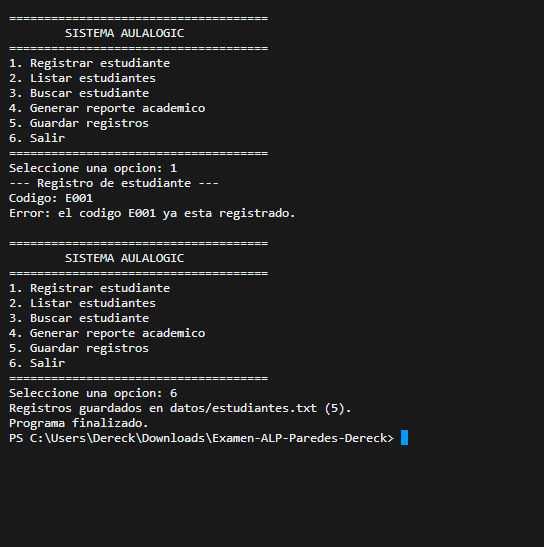 =====================================
SISTEMA AULALOGIC
=====================================
1. Registrar estudiante
2. Listar estudiantes
3. Buscar estudiante
4. Generar reporte academico
5. Guardar registros
6. Salir
=====================================
Seleccione una opcion: 1
--- Registro de estudiante ---
Codigo: E001
Error: el codigo E001 ya esta registrado.

=====================================
SISTEMA AULALOGIC
=====================================
1. Registrar estudiante
2. Listar estudiantes
3. Buscar estudiante
4. Generar reporte academico
5. Guardar registros
6. Salir
=====================================
Seleccione una opcion: 6
Registros guardados en datos/estudiantes.txt (5).
Programa finalizado.
PS C:\Users\Dereck\Downloads\Examen-ALP-Paredes-Dereck>